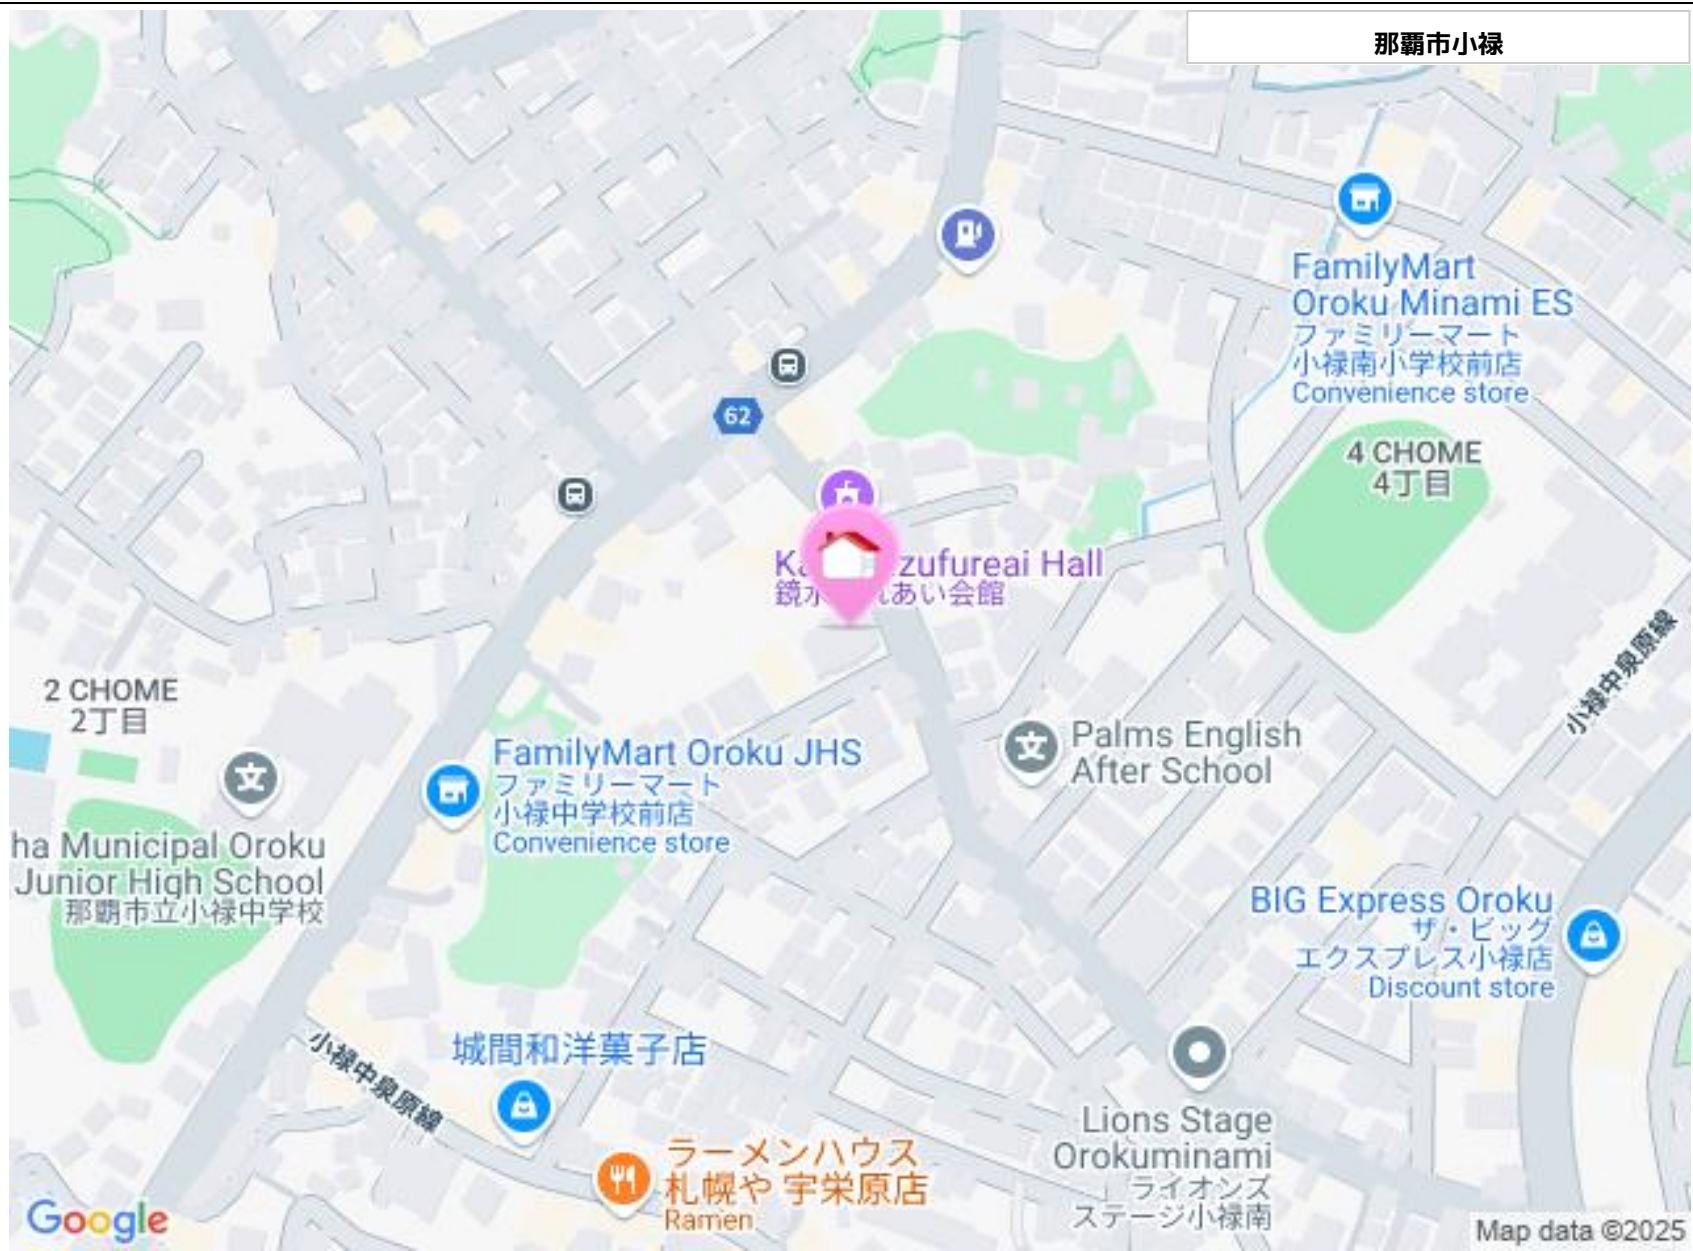 那覇市小禄
FamilyMart
Oroku Minami ES
ファミリーマート
小禄南小学校前店
Convenience store
62
4 CHOME
4丁目
zufureai Hall
鏡水
あい会館
小禄中泉原線
2 CHOME
2丁目
FamilyMart Oroku JHS
ファミリーマート
小禄中学校前店
Convenience store
Palms English
After School
ha Municipal Oroku
Junior High School
那覇市立小禄中学校
BIG Express Oroku
ザ・ビッグ
エクスプレス小禄店
Discount store
小禄中泉原線
城間和洋菓子店
Lions Stage
Orokuminami
ライオンズ
ステージ小禄南
ラーメンハウス
札幌や 宇栄原店
Ramen
Google
Map data ©2025